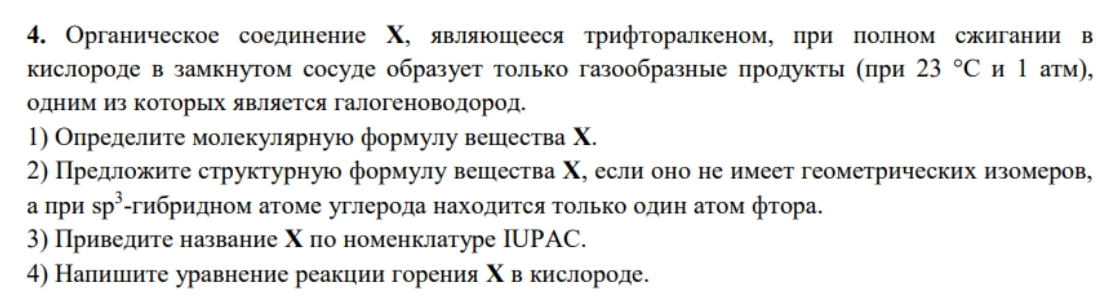 4. Органическое соединение X, являющееся трифторалкеном, при полном сжигании в
кислороде в замкнутом сосуде образует только газообразные продукты (при 23 °C и 1 атм),
одним из которых является галогеноводород.
1) Определите молекулярную формулу вещества X.
2) Предложите структурную формулу вещества X, если оно не имеет геометрических изомеров,
а при sp³-гибридном атоме углерода находится только один атом фтора.
3) Приведите название X по номенклатуре IUPAC.
4) Напишите уравнение реакции горения X в кислороде.